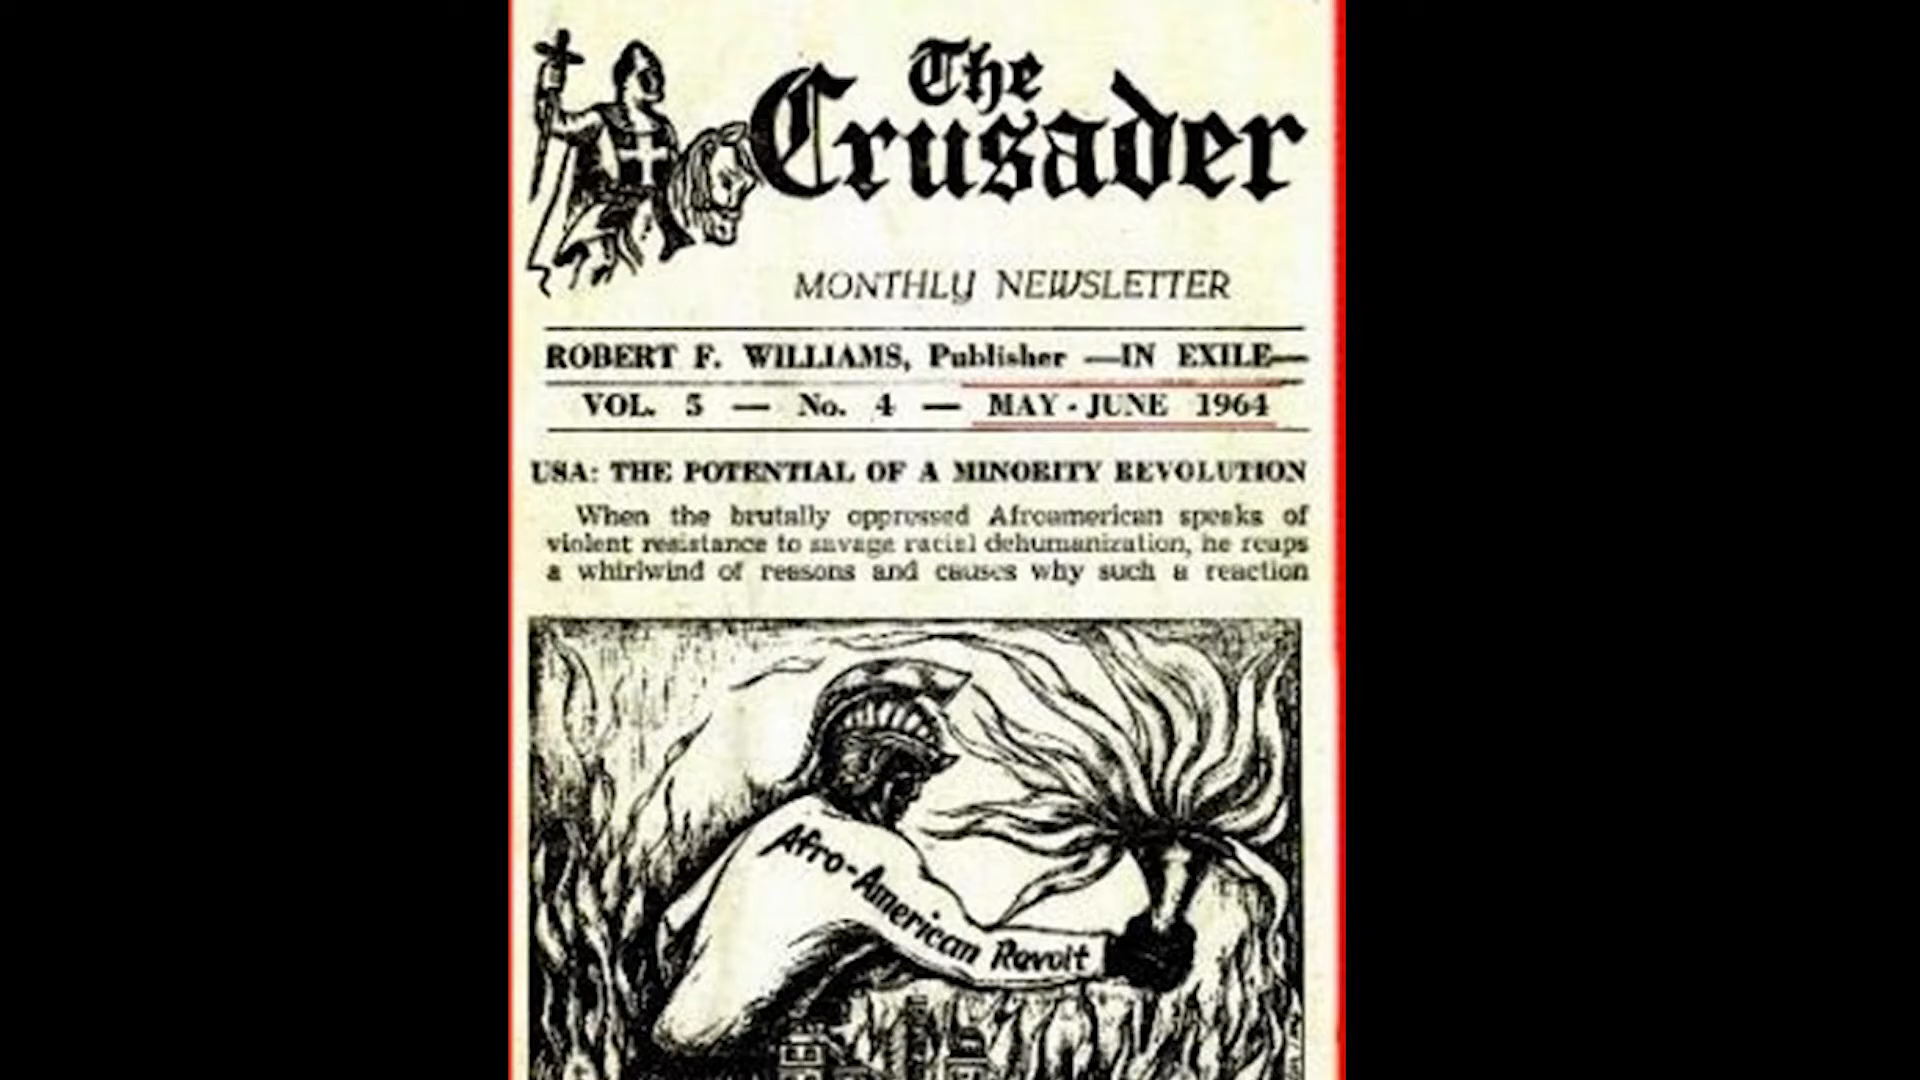 The
Crusader
MONTHLY NEWSLETTER
ROBERT F. WILLIAMS, Publisher —IN EXILE—
VOL. 5 — No. 4 — MAY - JUNE 1964
USA: THE POTENTIAL OF A MINORITY REVOLUTION
When the brutally oppressed Afroamerican speaks of
violent resistance to savage racial dehumanization, he reaps
a whirlwind of reasons and causes why such a reaction
Afro-American Revolt